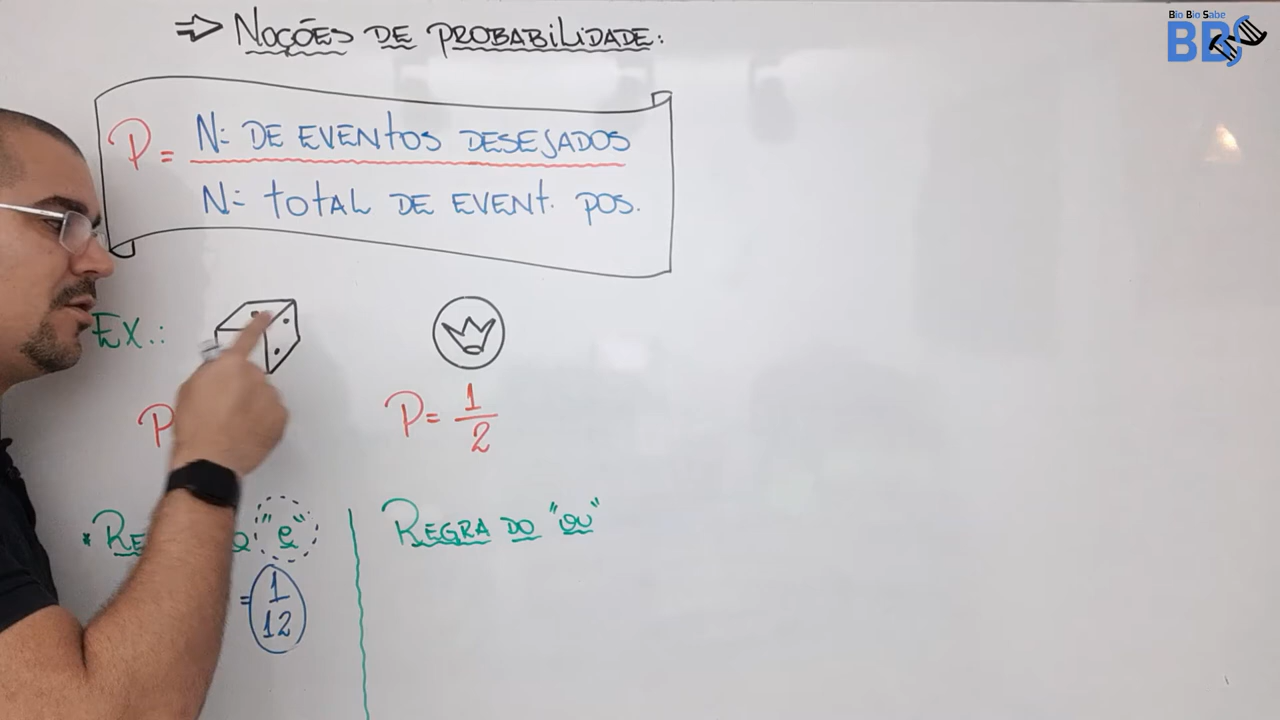 Bio Bio Sabe
BBS
⇒ NOÇÕES DE PROBABILIDADE:
P = Nº DE EVENTOS DESEJADOS
Nº TOTAL DE EVENT. POS.
EX.:
P
P = 1
2
* "e"
REGRA DO "OU"
= 1
12